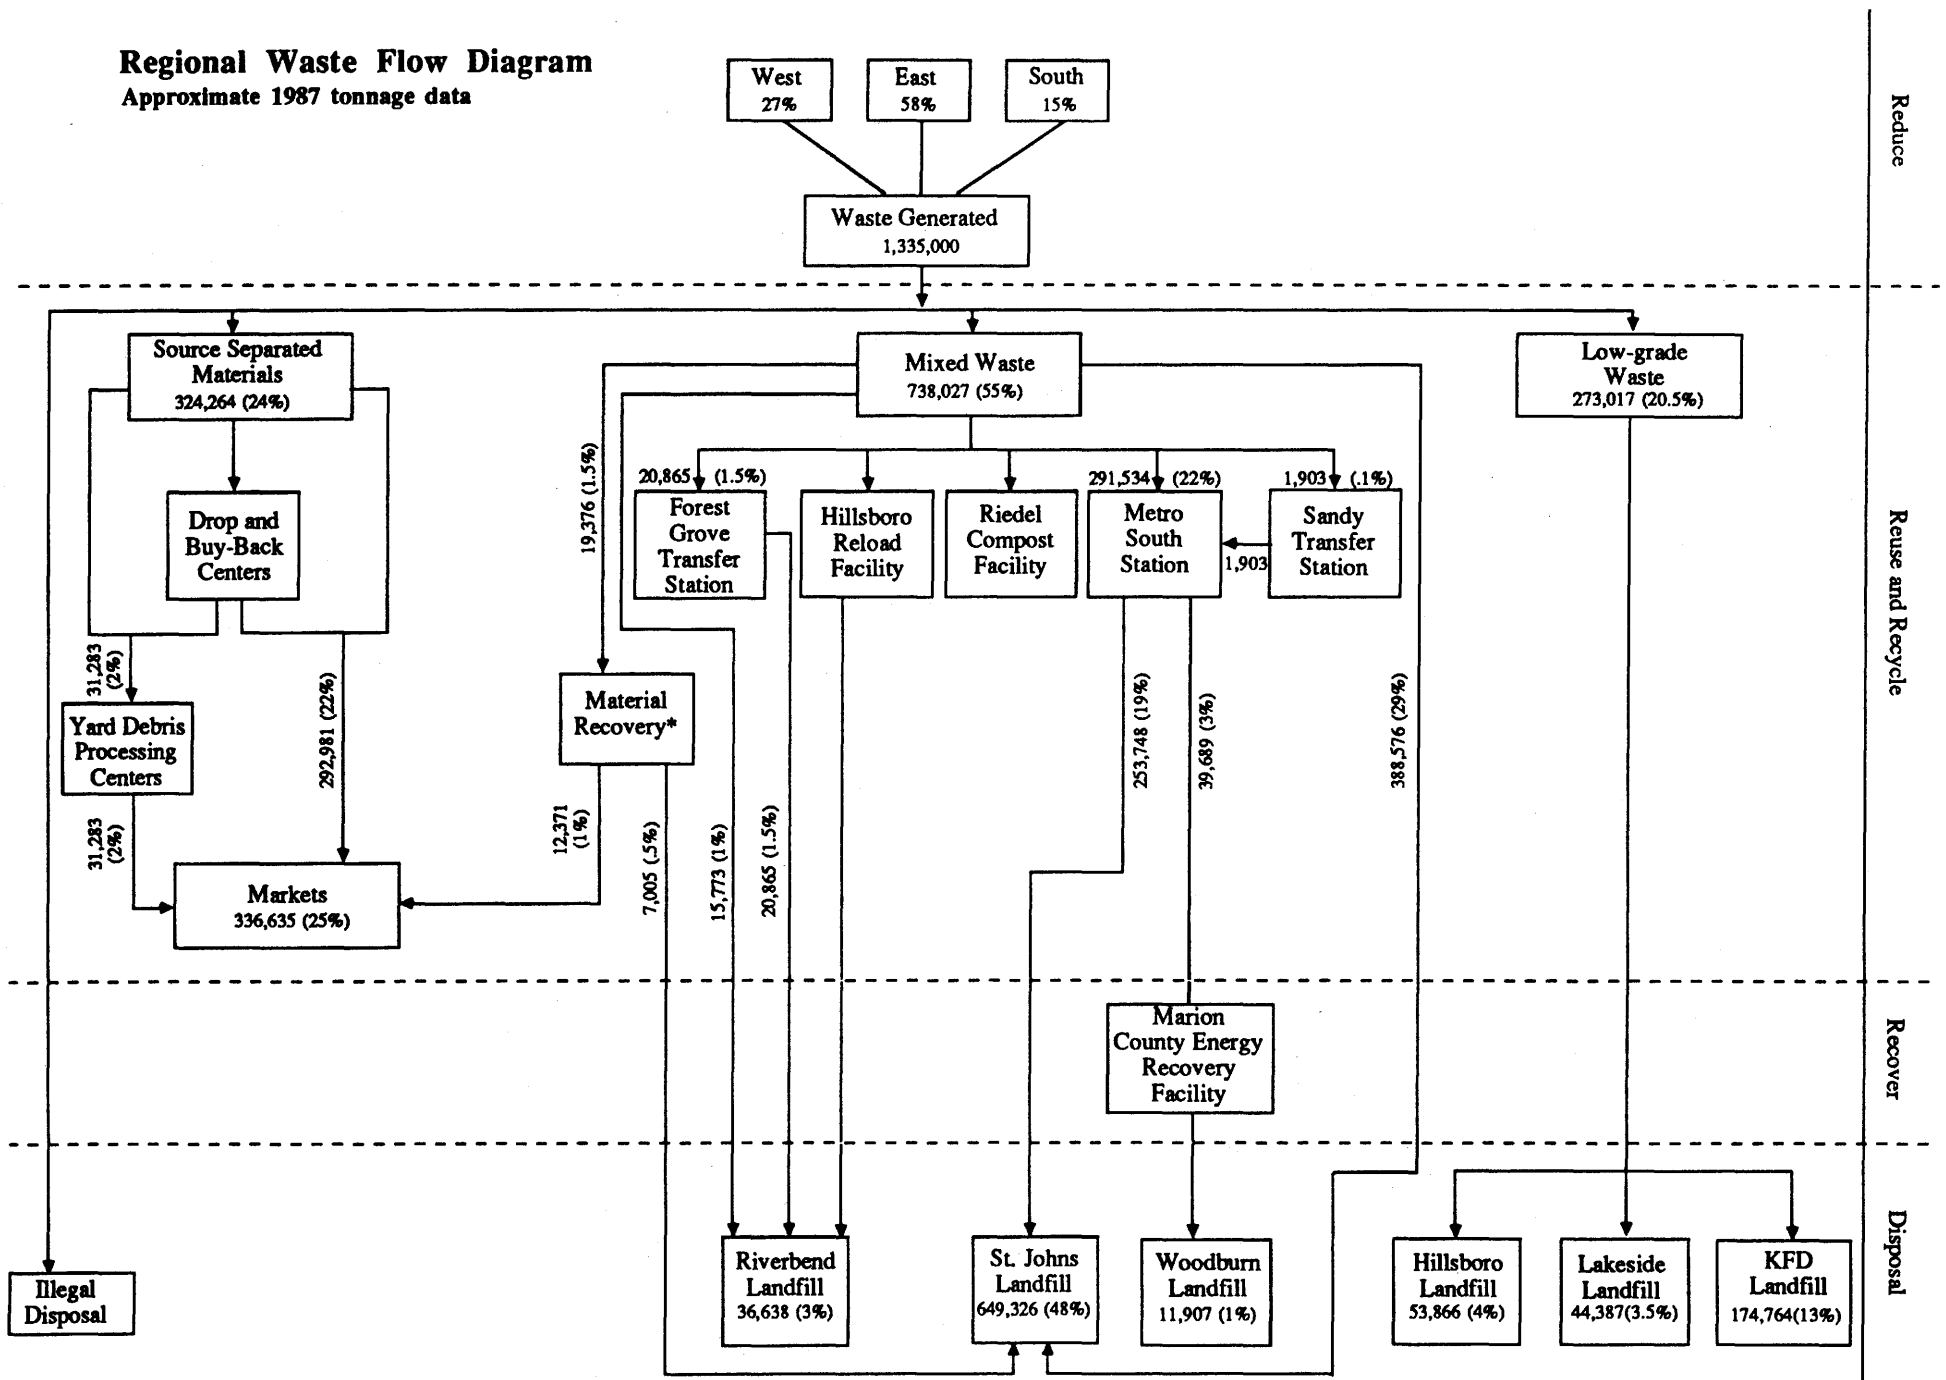 Regional Waste Flow Diagram
Approximate 1987 tonnage data
West
27%
East
58%
South
15%
Waste Generated
1,335,000
Reduce
Source Separated
Materials
324,264 (24%)
Mixed Waste
738,027 (55%)
Low-grade
Waste
273,017 (20.5%)
Drop and
Buy-Back
Centers
19,376 (1.5%)
20,865 (1.5%)
Forest
Grove
Transfer
Station
Hillsboro
Reload
Facility
Riedel
Compost
Facility
291,534 (22%)
Metro
South
Station
1,903 (.1%)
Sandy
Transfer
Station
1,903
Reuse and Recycle
31,283
(2%)
Yard Debris
Processing
Centers
292,981 (22%)
Material
Recovery*
253,748 (19%)
39,689 (3%)
388,576 (29%)
31,283
(2%)
12,371
(1%)
7,005 (.5%)
15,773 (1%)
20,865 (1.5%)
Markets
336,635 (25%)
Marion
County Energy
Recovery
Facility
Recover
Illegal
Disposal
Riverbend
Landfill
36,638 (3%)
St. Johns
Landfill
649,326 (48%)
Woodburn
Landfill
11,907 (1%)
Hillsboro
Landfill
53,866 (4%)
Lakeside
Landfill
44,387(3.5%)
KFD
Landfill
174,764(13%)
Disposal